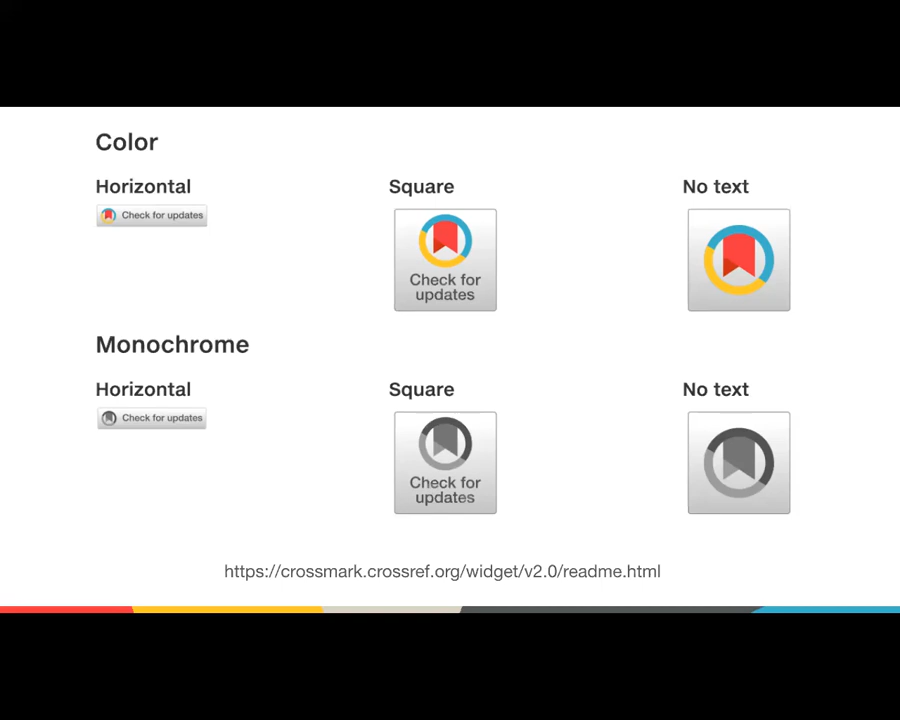 Color
Horizontal
Square
No text
Check for updates
Check for
updates
Monochrome
Horizontal
Square
No text
Check for updates
Check for
updates
https://crossmark.crossref.org/widget/v2.0/readme.html